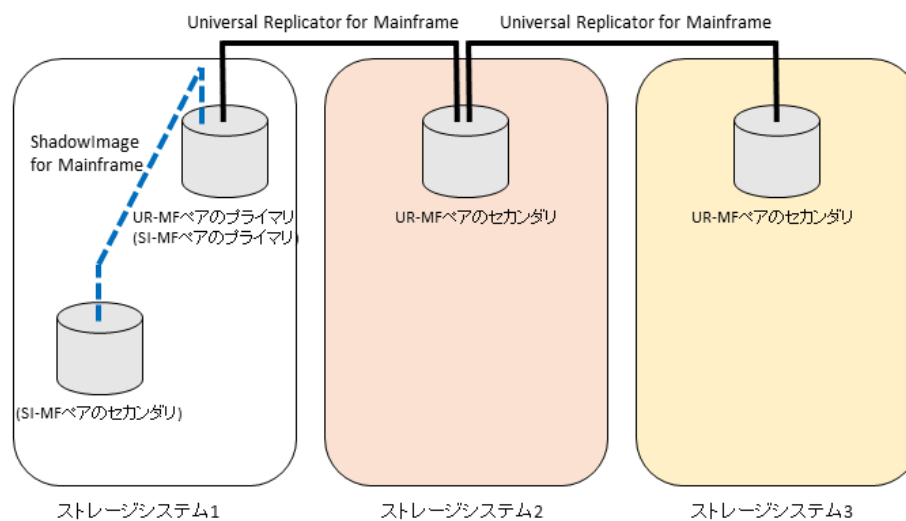 Universal Replicator for Mainframe
Universal Replicator for Mainframe
ShadowImage
for Mainframe
UR-MFペアのプライマリ
(SI-MFペアのプライマリ)
UR-MFペアのセカンダリ
UR-MFペアのセカンダリ
(SI-MFペアのセカンダリ)
ストレージシステム1
ストレージシステム2
ストレージシステム3